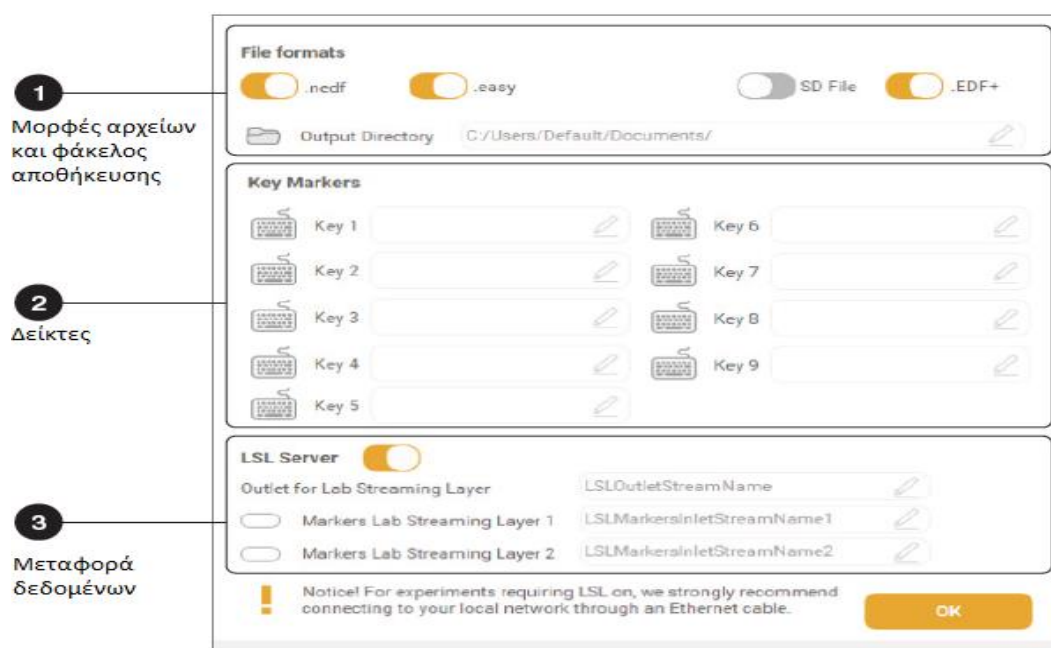 File formats
.nedf .easy SD File .EDF+
1
Μορφές αρχείων
και φάκελος
αποθήκευσης
Output Directory C:/Users/Default/Documents/
Key Markers
Key 1 Key 6
Key 2 Key 7
2
Δείκτες
Key 3 Key 8
Key 4 Key 9
Key 5
LSL Server
Outlet for Lab Streaming Layer LSLOutletStreamName
3
Μεταφορά
δεδομένων
Markers Lab Streaming Layer 1 LSLMarkersInletStreamName1
Markers Lab Streaming Layer 2 LSLMarkersInletStreamName2
! Notice! For experiments requiring LSL on, we strongly recommend
connecting to your local network through an Ethernet cable.
OK